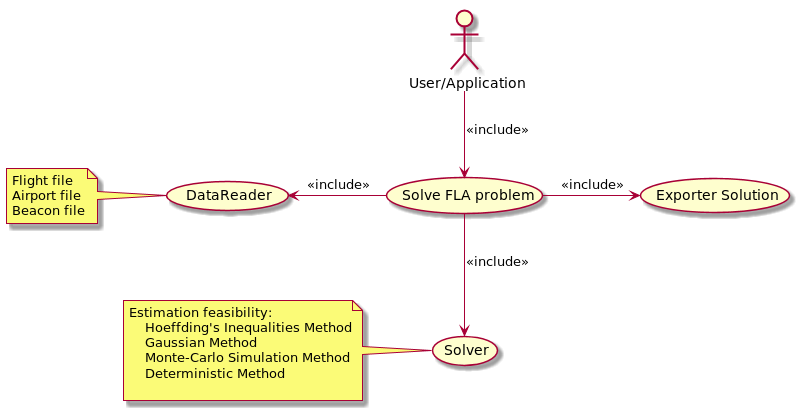 User/Application
«include»
Flight file
Airport file
Beacon file
DataReader
«include»
Solve FLA problem
«include»
Exporter Solution
«include»
Estimation feasibility:
Hoeffding's Inequalities Method
Gaussian Method
Monte-Carlo Simulation Method
Deterministic Method
Solver